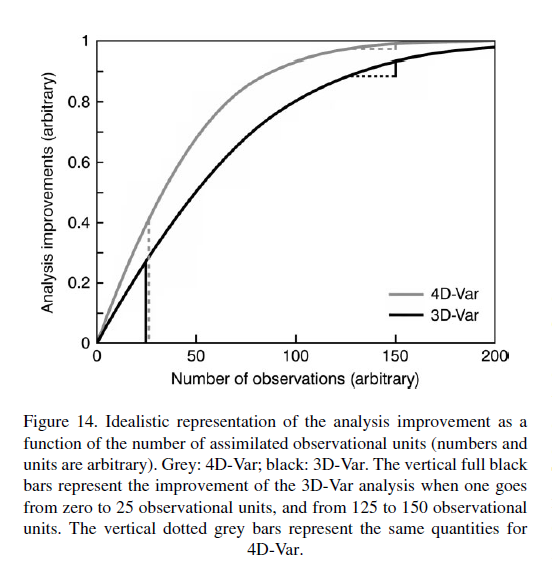 1
0.8
0.6
0.4
0.2
0
Analysis improvements (arbitrary)
4D-Var
3D-Var
0 50 100 150 200
Number of observations (arbitrary)
Figure 14. Idealistic representation of the analysis improvement as a
function of the number of assimilated observational units (numbers and
units are arbitrary). Grey: 4D-Var; black: 3D-Var. The vertical full black
bars represent the improvement of the 3D-Var analysis when one goes
from zero to 25 observational units, and from 125 to 150 observational
units. The vertical dotted grey bars represent the same quantities for
4D-Var.